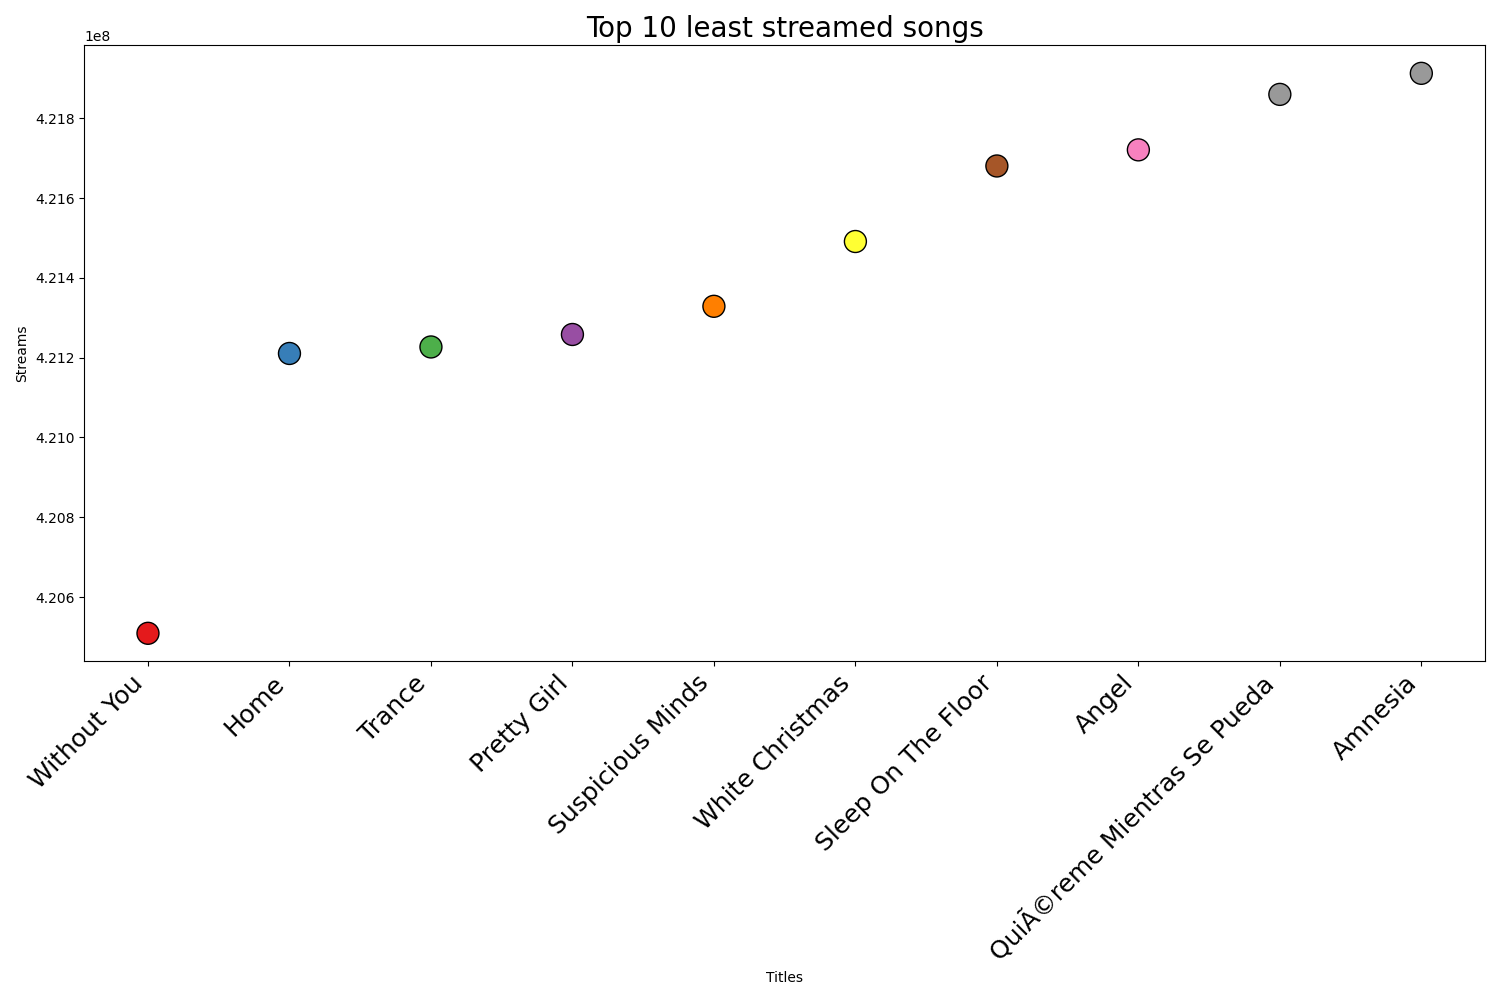 Top 10 least streamed songs
1e8
4.218
4.216
4.214
4.212
4.210
4.208
4.206
Streams
Without You
Home
Trance
Pretty Girl
Suspicious Minds
White Christmas
Sleep On The Floor
Angel
QuiÃ©reme Mientras Se Pueda
Amnesia
Titles